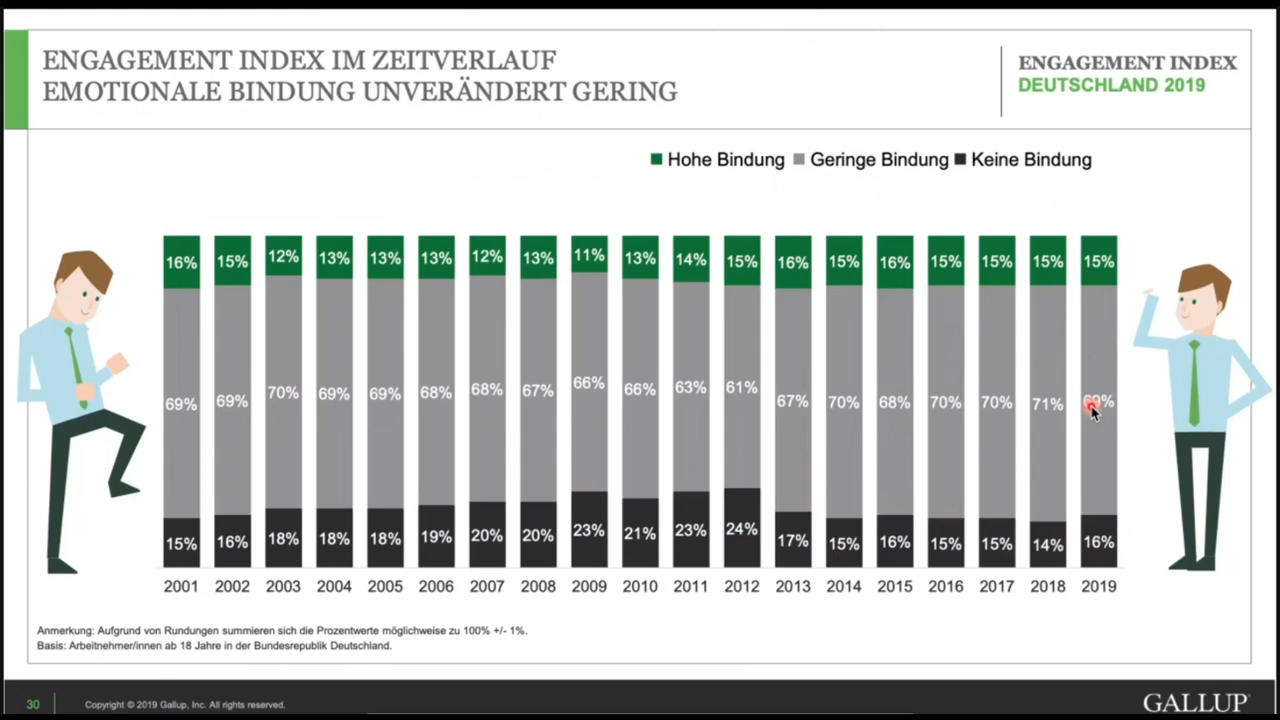 ENGAGEMENT INDEX IM ZEITVERLAUF
EMOTIONALE BINDUNG UNVERÄNDERT GERING
ENGAGEMENT INDEX
DEUTSCHLAND 2019
Hohe Bindung Geringe Bindung Keine Bindung
16% 15% 12% 13% 13% 13% 12% 13% 11% 13% 14% 15% 16% 15% 16% 15% 15% 15% 15%
69% 69% 70% 69% 69% 68% 68% 67% 66% 66% 63% 61% 67% 70% 68% 70% 70% 71% 69%
15% 16% 18% 18% 18% 19% 20% 20% 23% 21% 23% 24% 17% 15% 16% 15% 15% 14% 16%
2001 2002 2003 2004 2005 2006 2007 2008 2009 2010 2011 2012 2013 2014 2015 2016 2017 2018 2019
Anmerkung: Aufgrund von Rundungen summieren sich die Prozentwerte möglichweise zu 100% +/- 1%.
Basis: Arbeitnehmer/innen ab 18 Jahre in der Bundesrepublik Deutschland.
30
Copyright © 2019 Gallup, Inc. All rights reserved.
GALLUP